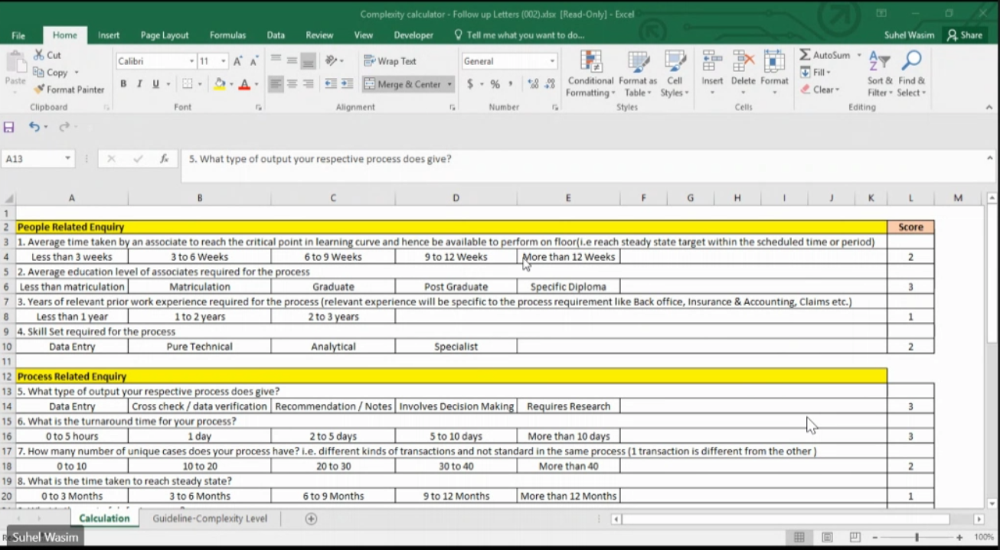 Complexity calculator - Follow up Letters (002).xlsx [Read-Only] - Excel
File Home Insert Page Layout Formulas Data Review View Developer Tell me what you want to do... Suhel Wasim Share
Cut
Copy
Format Painter
Paste
Clipboard
Calibri 11
B I U
Font
Wrap Text
Merge & Center
Alignment
General
$ % ,
Number
Conditional Formatting
Format as Table
Cell Styles
Styles
Insert Delete Format
Cells
AutoSum
Fill
Clear
Sort & Filter
Find & Select
Editing
A13 fx 5. What type of output your respective process does give?
A B C D E F G H I J K L M
1
2 People Related Enquiry Score
3 1. Average time taken by an associate to reach the critical point in learning curve and hence be available to perform on floor(i.e reach steady state target within the scheduled time or period)
4 Less than 3 weeks 3 to 6 Weeks 6 to 9 Weeks 9 to 12 Weeks More than 12 Weeks 2
5 2. Average education level of associates required for the process
6 Less than matriculation Matriculation Graduate Post Graduate Specific Diploma 3
7 3. Years of relevant prior work experience required for the process (relevant experience will be specific to the process requirement like Back office, Insurance & Accounting, Claims etc.)
8 Less than 1 year 1 to 2 years 2 to 3 years 1
9 4. Skill Set required for the process
10 Data Entry Pure Technical Analytical Specialist 2
11
12 Process Related Enquiry
13 5. What type of output your respective process does give?
14 Data Entry Cross check / data verification Recommendation / Notes Involves Decision Making Requires Research 3
15 6. What is the turnaround time for your process?
16 0 to 5 hours 1 day 2 to 5 days 5 to 10 days More than 10 days 3
17 7. How many number of unique cases does your process have? i.e. different kinds of transactions and not standard in the same process (1 transaction is different from the other )
18 0 to 10 10 to 20 20 to 30 30 to 40 More than 40 2
19 8. What is the time taken to reach steady state?
20 0 to 3 Months 3 to 6 Months 6 to 9 Months 9 to 12 Months More than 12 Months 1
Calculation Guideline-Complexity Level
Suhel Wasim
100%